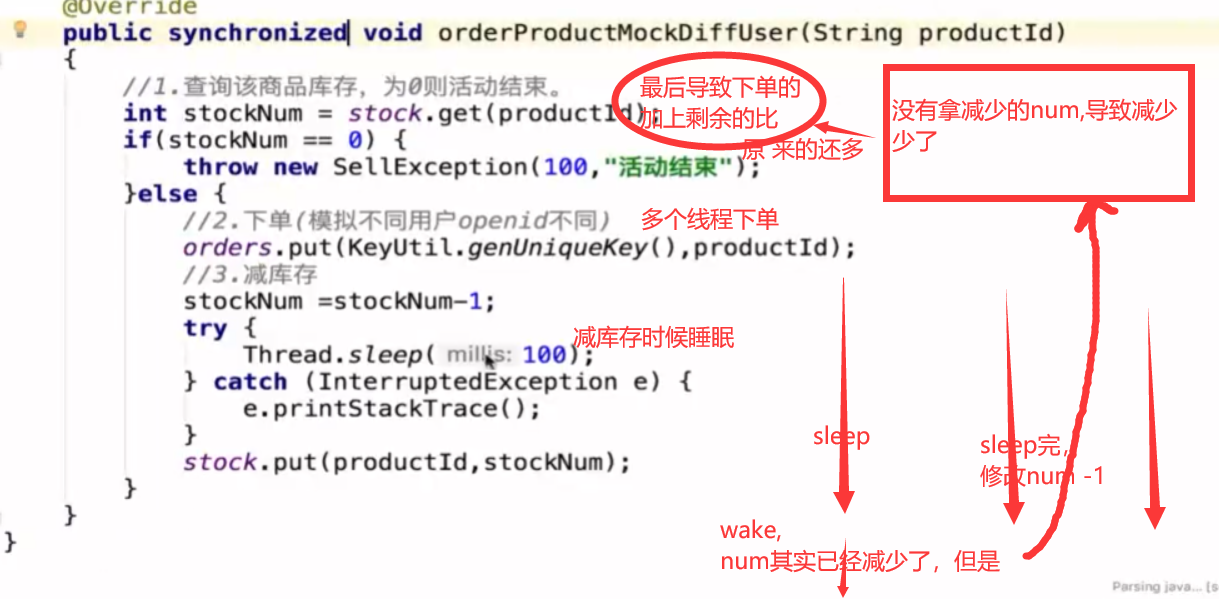 @Override
public synchronized void orderProductMockDiffUser(String productId)
{
//1.查询该商品库存，为0则活动结束。
int stockNum = stock.get(productId);
if(stockNum == 0) {
throw new SellException(100,"活动结束");
}else {
//2.下单(模拟不同用户openid不同)
orders.put(KeyUtil.genUniqueKey(),productId);
//3.减库存
stockNum =stockNum-1;
try {
Thread.sleep( millis: 100);
} catch (InterruptedException e) {
e.printStackTrace();
}
stock.put(productId,stockNum);
}
}
}
最后导致下单的
加上剩余的比
原 来的还多
没有拿减少的num,导致减少
少了
多个线程下单
减库存时候睡眠
sleep
sleep完,
修改num -1
wake,
num其实已经减少了，但是
Parsing java... [s